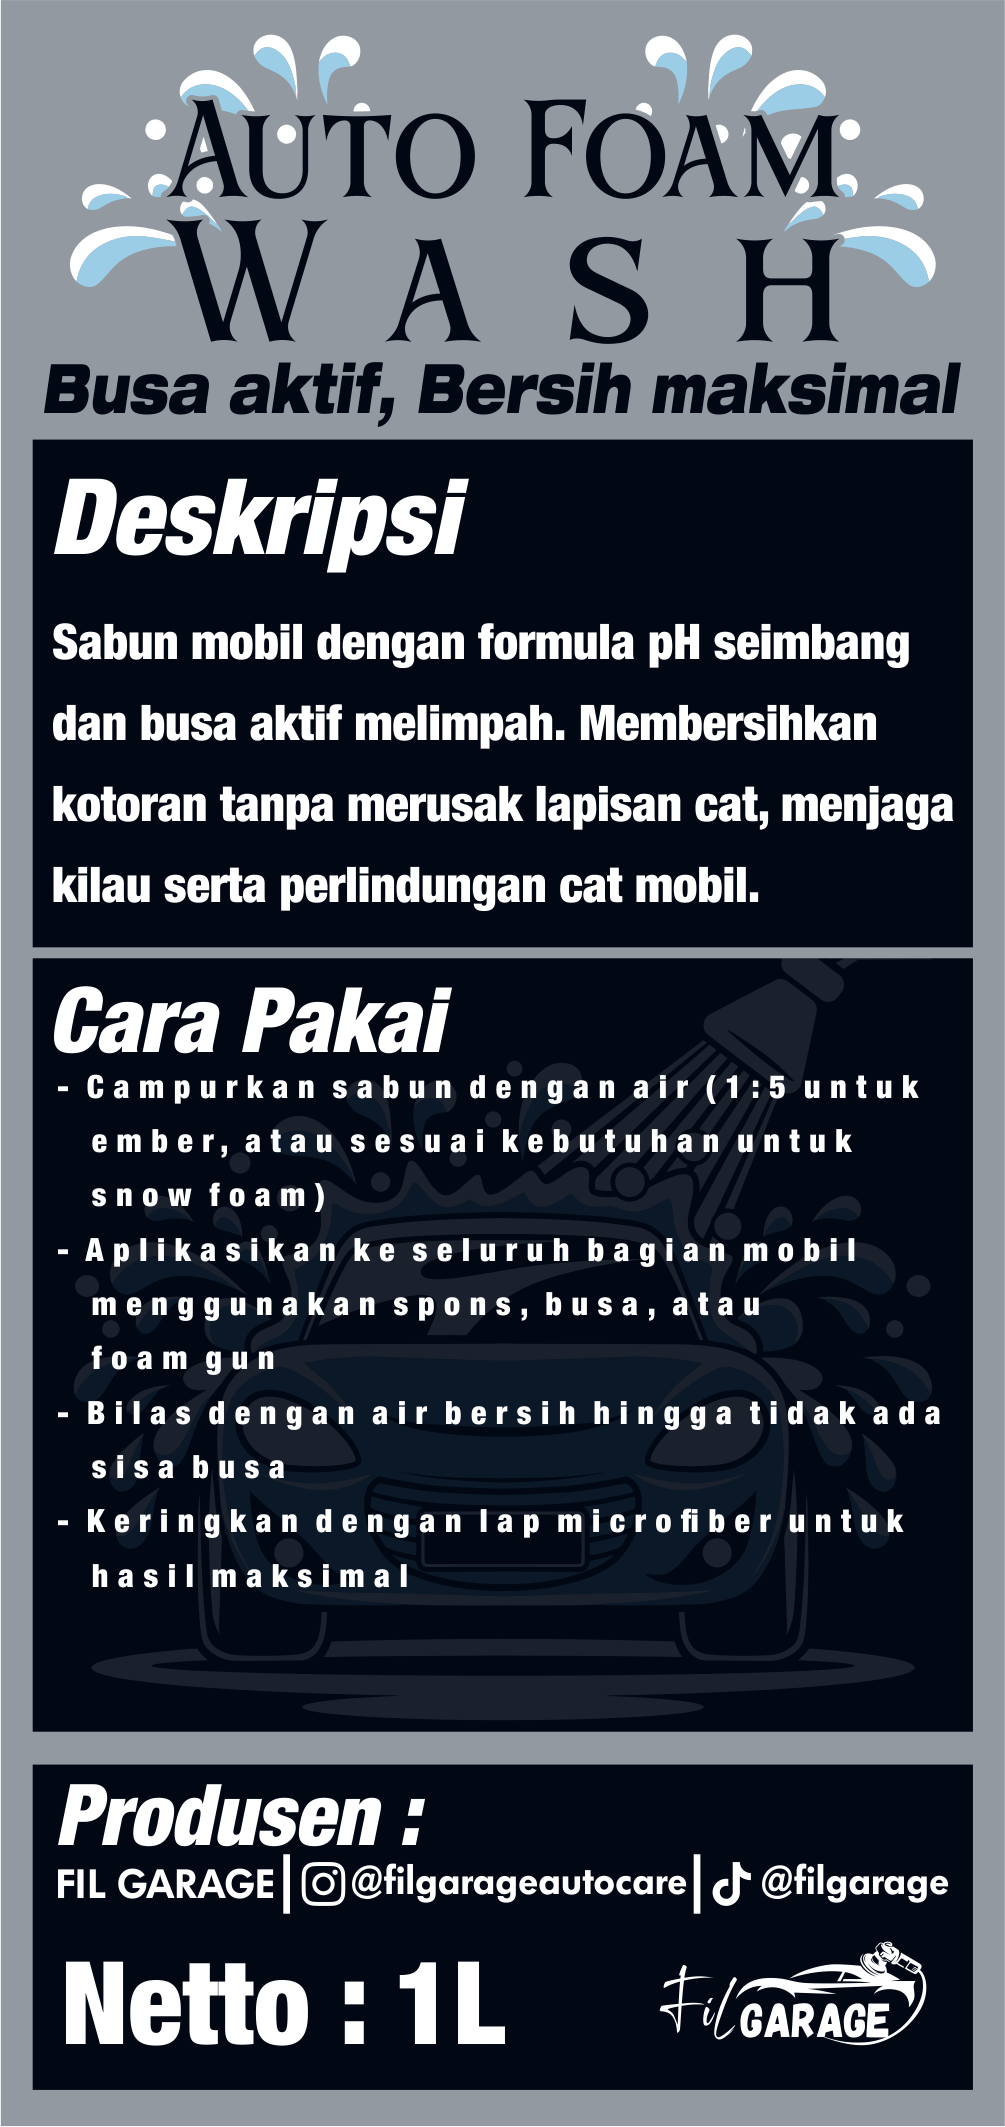 AUTO FOAM
WASH
Busa aktif, Bersih maksimal
Deskripsi
Sabun mobil dengan formula pH seimbang
dan busa aktif melimpah. Membersihkan
kotoran tanpa merusak lapisan cat, menjaga
kilau serta perlindungan cat mobil.
Cara Pakai
- Campurkan sabun dengan air (1:5 untuk
ember, atau sesuai kebutuhan untuk
snow foam)
- Aplikasikan ke seluruh bagian mobil
menggunakan spons, busa, atau
foam gun
- Bilas dengan air bersih hingga tidak ada
sisa busa
- Keringkan dengan lap microfiber untuk
hasil maksimal
Produsen :
FIL GARAGE| @filgarageautocare| @filgarage
Netto : 1L
Fil GARAGE